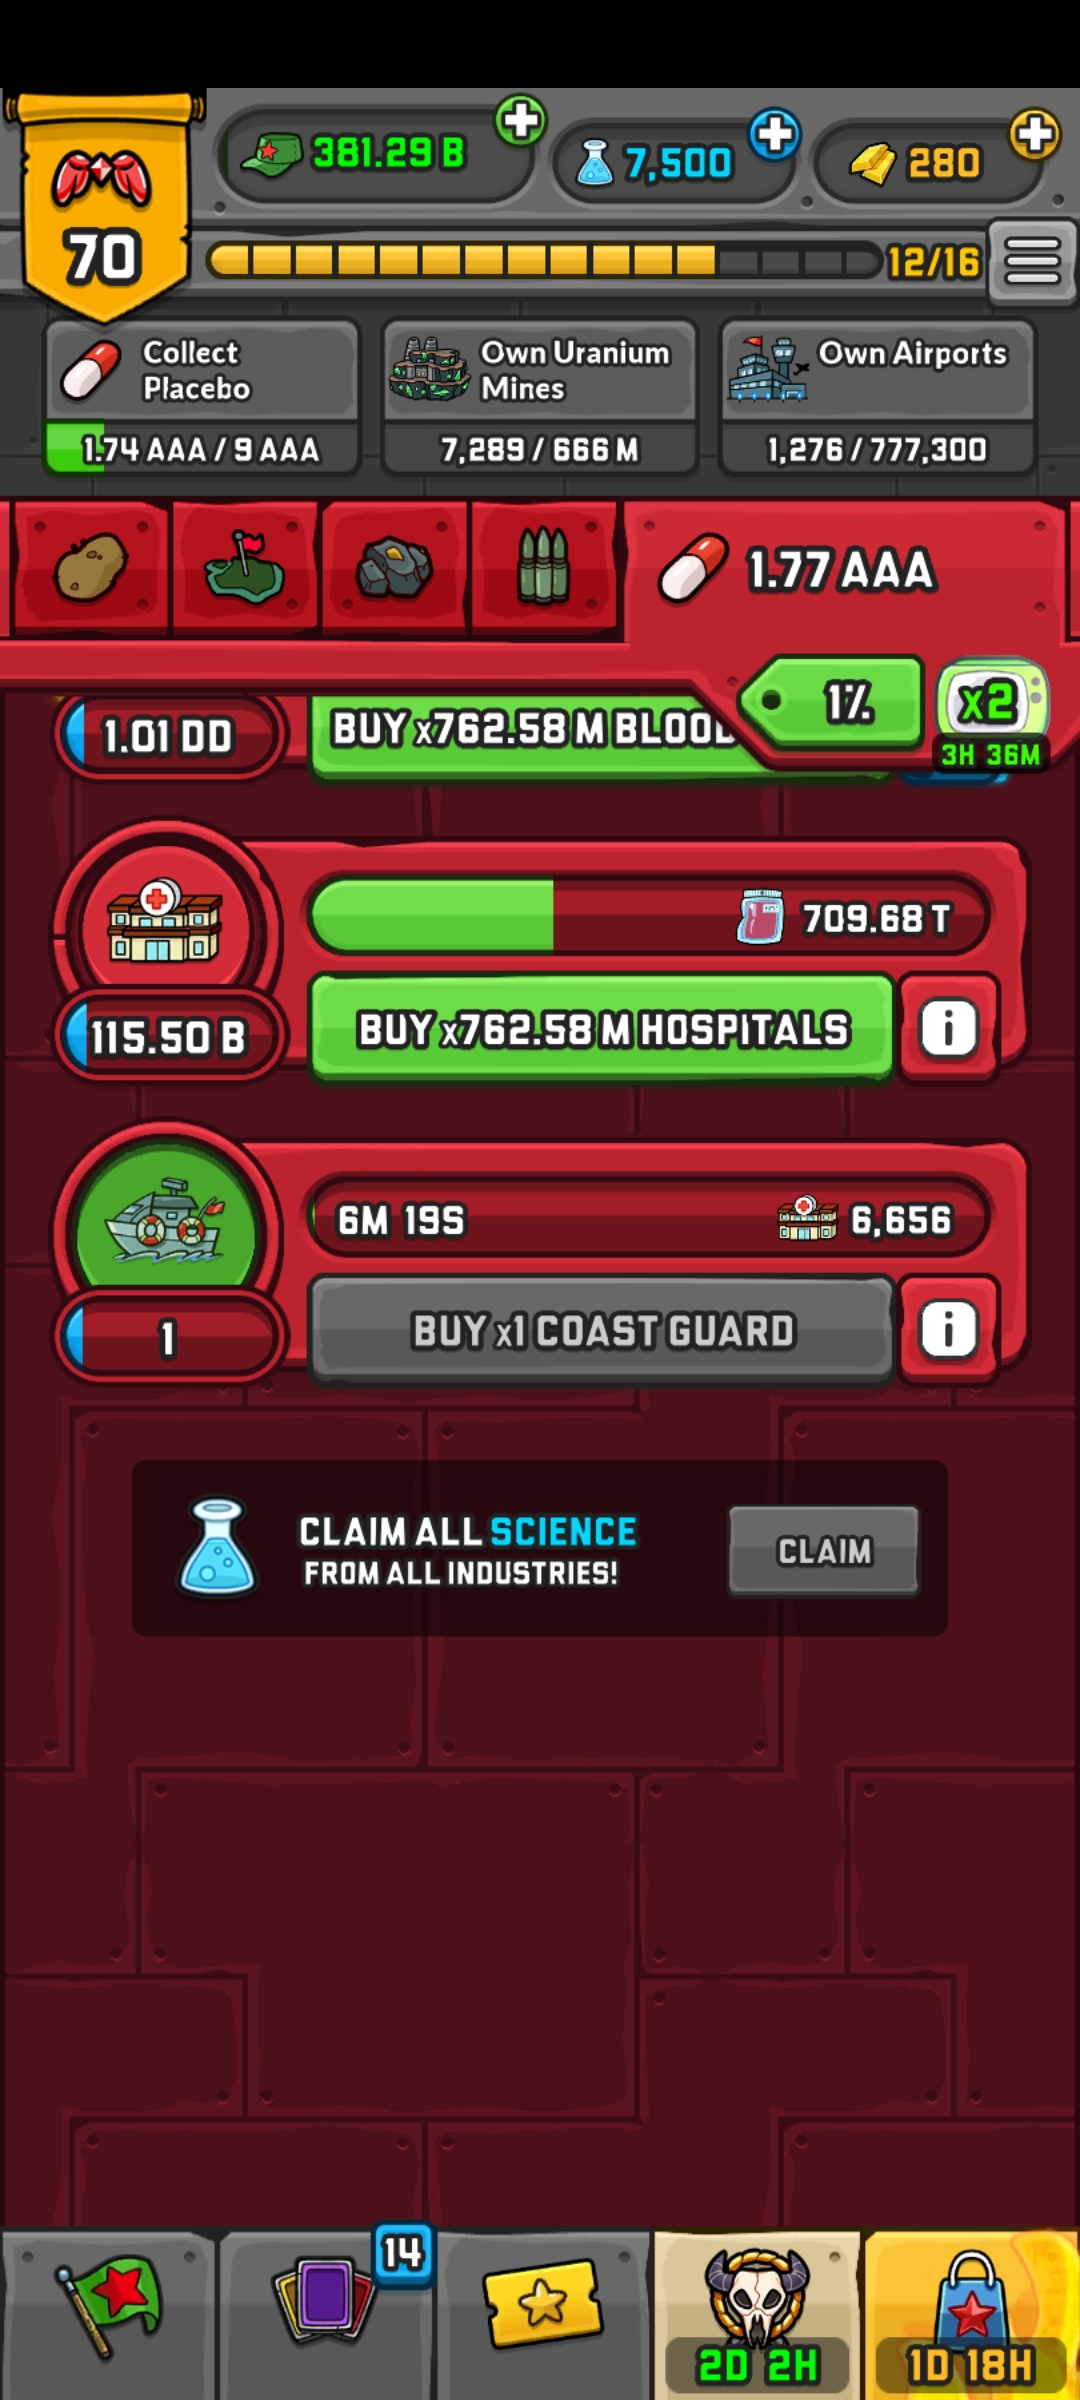 381.29 B
7,500
280
70
12/16
Collect
Placebo
1.74 AAA / 9 AAA
Own Uranium
Mines
7,289 / 666 M
Own Airports
1,276 / 777,300
1.77 AAA
1%
x2
3H 36M
1.01 DD
BUY x762.58 M BLOOD
709.68 T
115.50 B
BUY x762.58 M HOSPITALS
i
6M 19S
6,656
1
BUY x1 COAST GUARD
i
CLAIM ALL SCIENCE
FROM ALL INDUSTRIES!
CLAIM
14
2D 2H
1D 18H